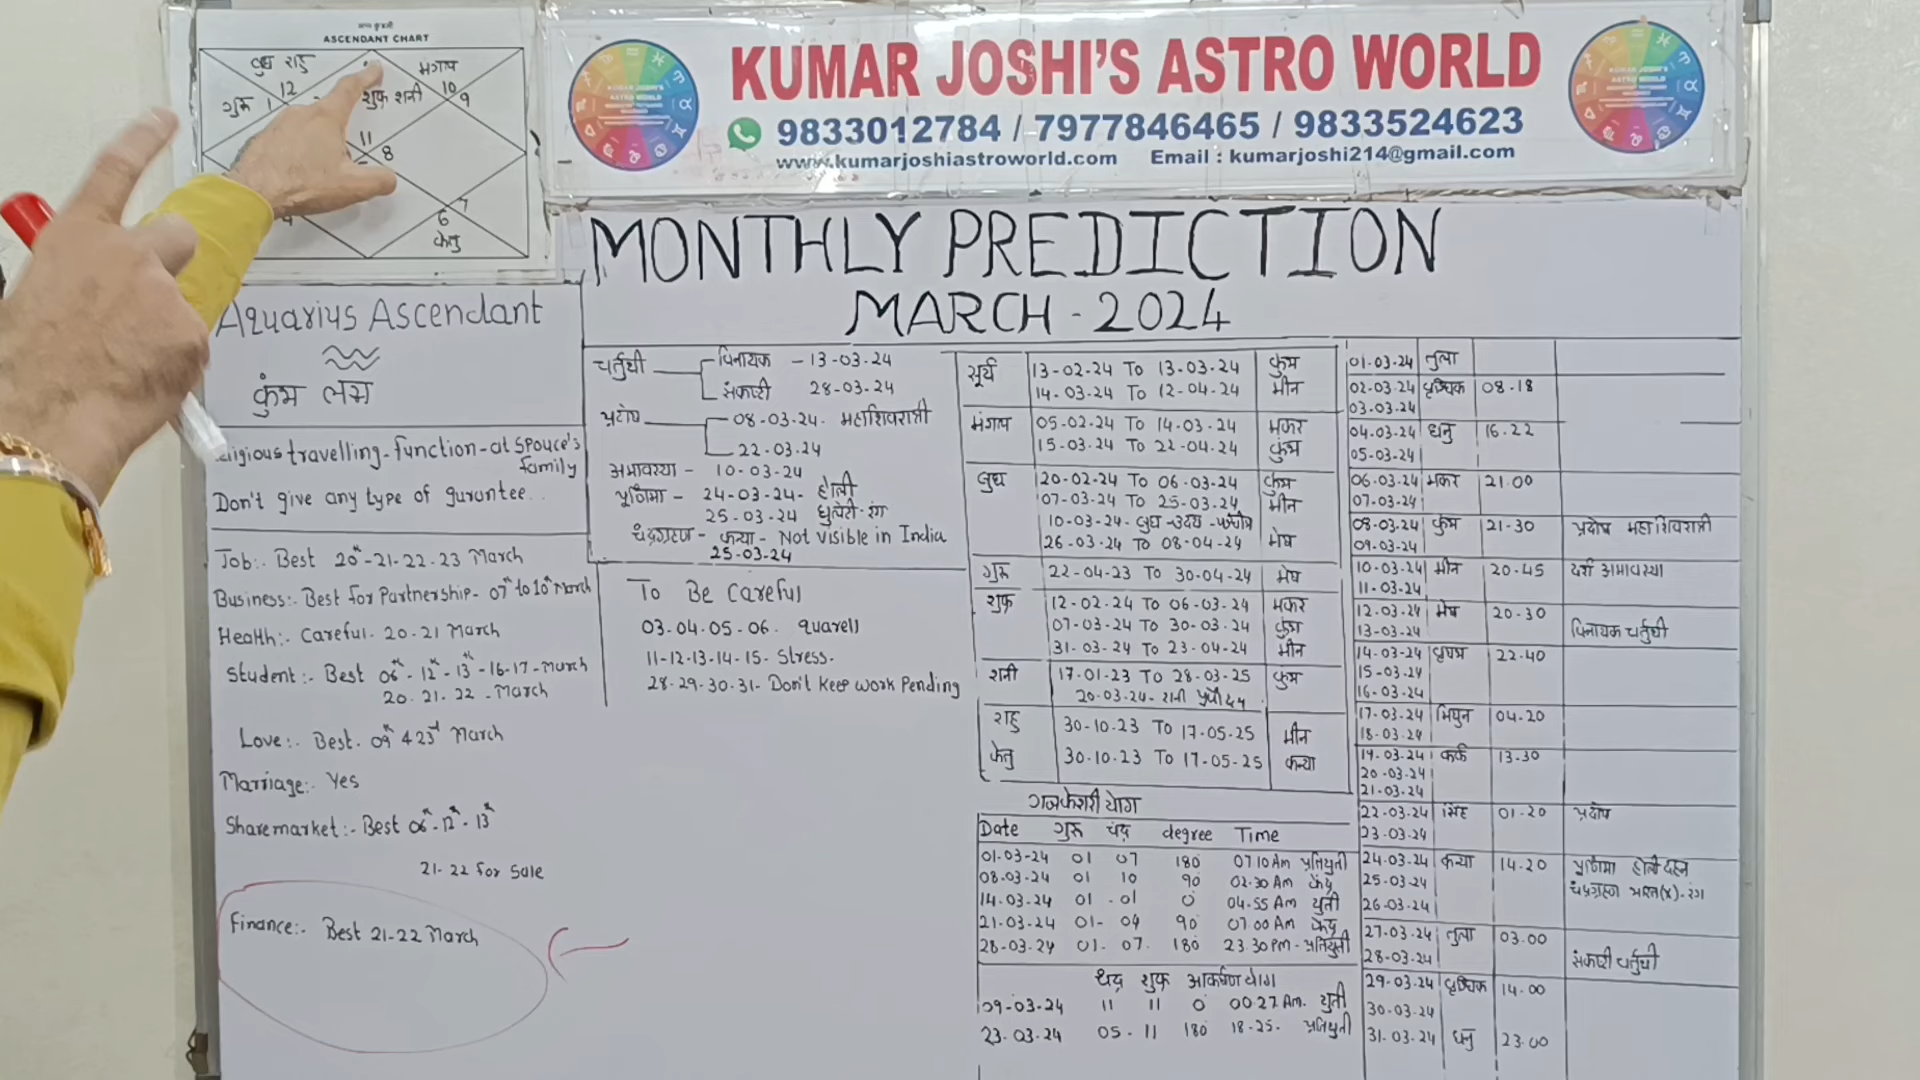 ASCENDANT CHART
बुध राहु
मंगळ
12
10
गुरू 1
शुक्र शनी
9
11
8
7
6
केतु
KUMAR JOSHI'S ASTRO WORLD
9833012784 / 7977846465 / 9833524623
www.kumarjoshiastroworld.com Email : kumarjoshi214@gmail.com
MONTHLY PREDICTION
MARCH - 2024
Aquarius Ascendant
कुंभ लग्न
travelling - function - at spouce's
family
Don't give any type of guruntee..
Job:- Best 20th - 21 - 22 - 23 March
Business:- Best for Partnership - 07th to 10th March
Health:- Careful. 20 - 21 March
Student:- Best 06th - 12th - 13th - 16 - 17 - March
20. 21. 22 - March
Love:- Best. 09th & 23rd March
Marriage:- Yes
Sharemarket:- Best 06th - 12th - 13th
21 - 22 for Sale
Finance:- Best 21 - 22 March
चर्तुथी
विनायक - 13-03-24
संकष्टी 28-03-24
प्रदोष
08-03-24. महाशिवरात्री
22-03-24
अमावस्या - 10-03-24
पूर्णिमा - 24-03-24 - होली
25-03-24
चंद्रग्रहण - कन्या - Not visible in India
25-03-24
To Be Careful
03.04.05.06. quarell
11-12-13-14-15. Stress.
28.29.30.31- Don't keep work pending
सूर्य 13-02-24 To 13-03-24 कुंभ
14-03-24 To 12-04-24 मीन
मंगळ 05-02-24 To 14-03-24 मकर
15-03-24 To 22-04-24 कुंभ
बुध 20-02-24 To 06-03-24 कुंभ
07-03-24 To 25-03-24 मीन
10-03-24 - बुध - उदय
26-03-24 To 08-04-24 मेष
गुरू 22-04-23 To 30-04-24 मेष
शुक्र 12-02-24 To 06-03-24 मकर
07-03-24 To 30-03-24 कुंभ
31-03-24 To 23-04-24 मीन
शनी 17-01-23 To 28-03-25 कुंभ
20-03-24 - शनी
राहु 30-10-23 To 17-05-25 मीन
केतु 30-10-23 To 17-05-25 कन्या
गजकेसरी योग
Date गुरू चंद्र degree Time
01-03-24 01 07 180 07.10 Am प्रतियुती
08-03-24 01 10 90 02.30 Am केंद्र
14-03-24 01 - 01 0 04.55 Am युती
21-03-24 01 - 04 90 07.00 Am केंद्र
28-03-24 01 - 07. 180 23.30 Pm - प्रतियुती
चंद्र शुक्र आकर्षण योग
09-03-24 11 11 0 00.27 Am. युती
23.03.24 05 - 11 180 18-25. प्रतियुती
01-03-24 तुला
02-03-24 वृश्चिक 08-18
03-03-24
04-03-24 धनु 16.22
05-03-24
06-03-24 मकर 21.00
07-03-24
08-03-24 कुंभ 21-30 प्रदोष महाशिवरात्री
09-03-24
10-03-24 मीन 20-45 दर्श अमावस्या
11-03-24
12-03-24 मेष 20-30
13-03-24 विनायक चर्तुथी
14-03-24 वृषभ 22.40
15-03-24
16-03-24
17-03-24 मिथुन 04-20
18-03-24
19-03-24 कर्क 13.30
20-03-24
21-03-24
22-03-24 सिंह 01-20 प्रदोष
23-03-24
24-03-24 कन्या 14-20 पूर्णिमा होलीदहन
25-03-24
26-03-24
27-03-24 तुला 03.00
28-03-24 संकष्टी चर्तुथी
29-03-24 वृश्चिक 14.00
30-03-24
31-03-24 धनु 23.00